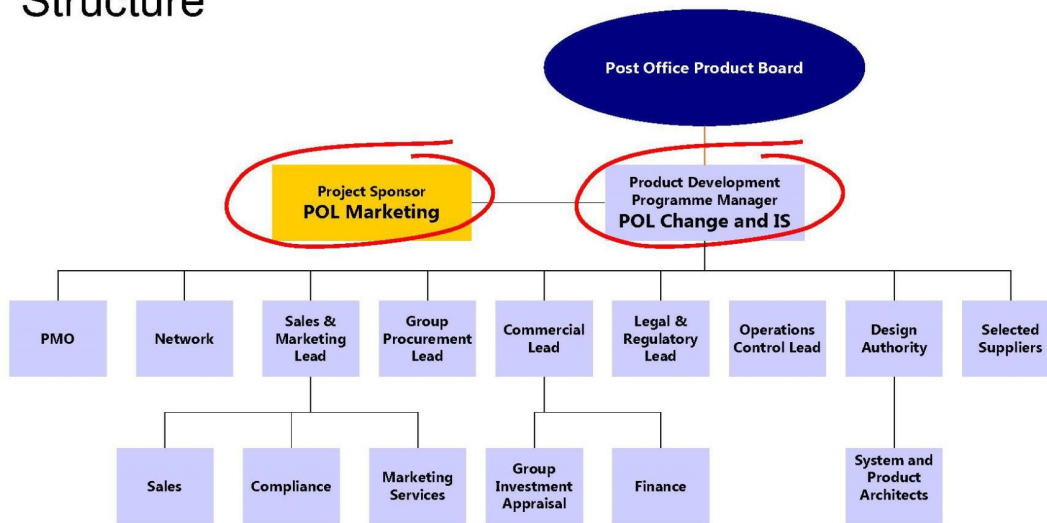 Structure
Post Office Product Board
Project Sponsor
POL Marketing
Product Development
Programme Manager
POL Change and IS
PMO
Network
Sales &
Marketing
Lead
Group
Procurement
Lead
Commercial
Lead
Legal &
Regulatory
Lead
Operations
Control Lead
Design
Authority
Selected
Suppliers
Sales
Compliance
Marketing
Services
Group
Investment
Appraisal
Finance
System and
Product
Architects